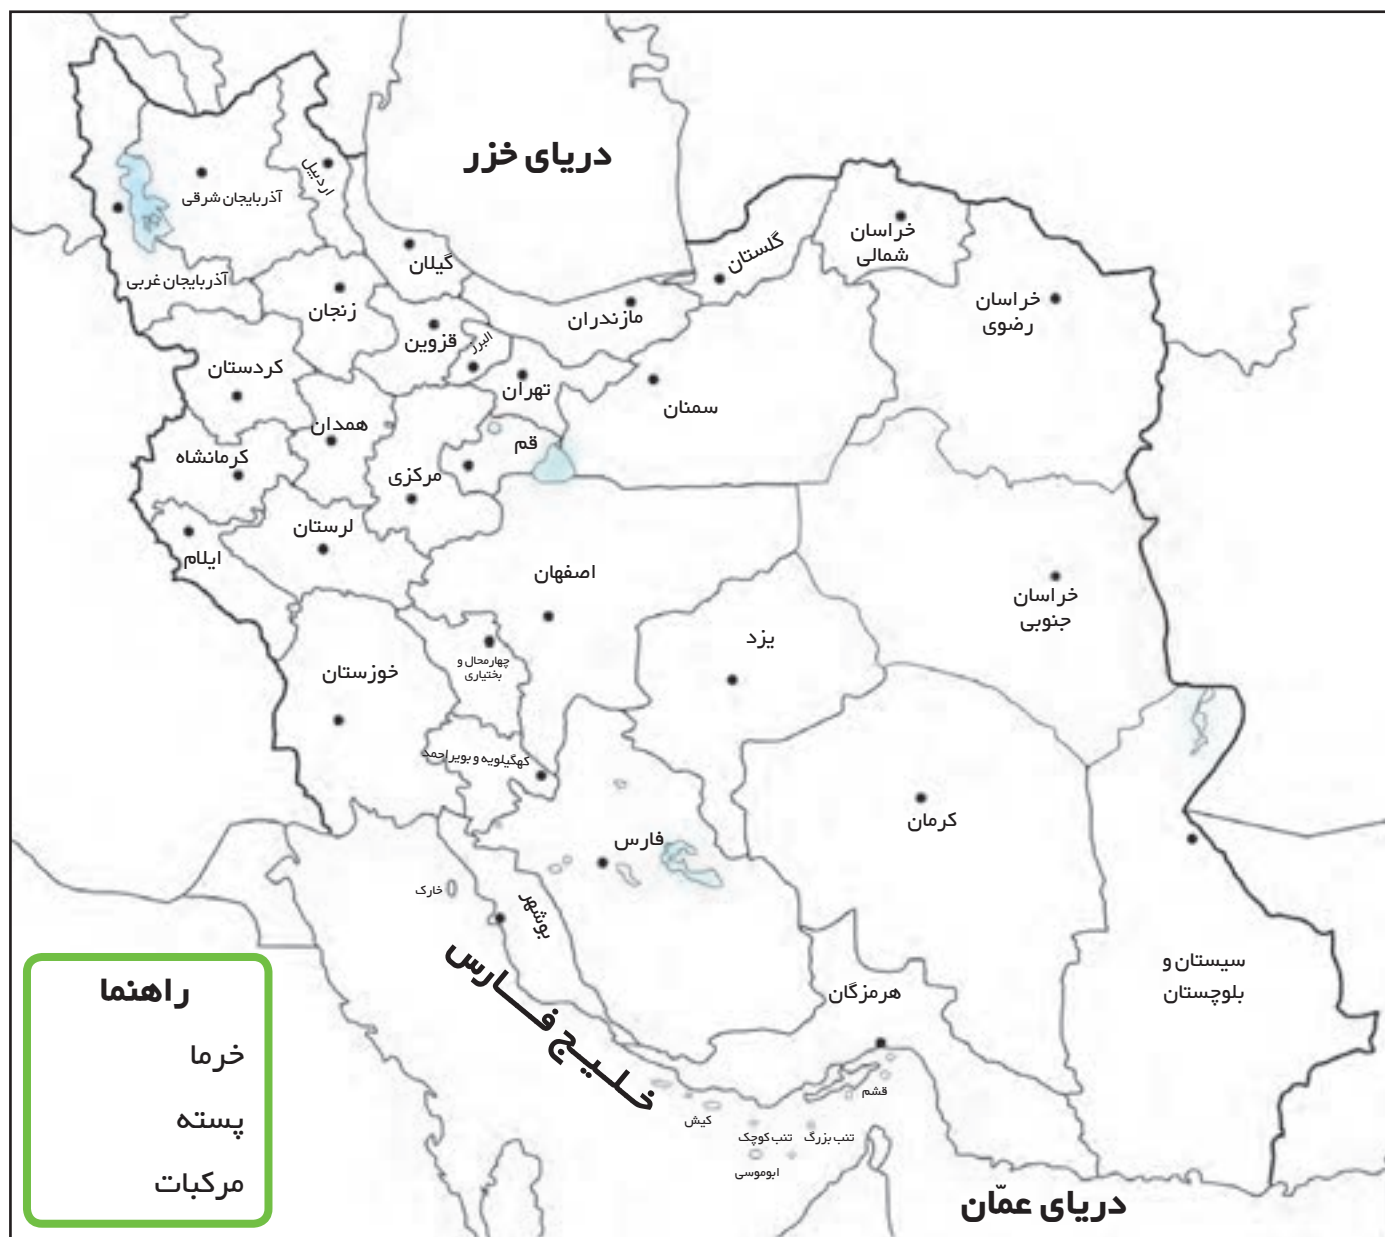 دریای خزر
اردبیل
آذربایجان شرقی
گیلان
گلستان
خراسان
شمالی
آذربایجان غربی
زنجان
مازندران
خراسان
رضوی
قزوین
البرز
کردستان
تهران
سمنان
همدان
قم
کرمانشاه
مرکزی
لرستان
ایلام
اصفهان
خراسان
جنوبی
یزد
چهارمحال و
بختیاری
خوزستان
کهگیلویه و بویراحمد
کرمان
فارس
خارک
بوشهر
سیستان و
بلوچستان
هرمزگان
خلیج فارس
قشم
کیش
تنب کوچک
تنب بزرگ
ابوموسی
دریای عمّان
راهنما
خرما
پسته
مرکبات